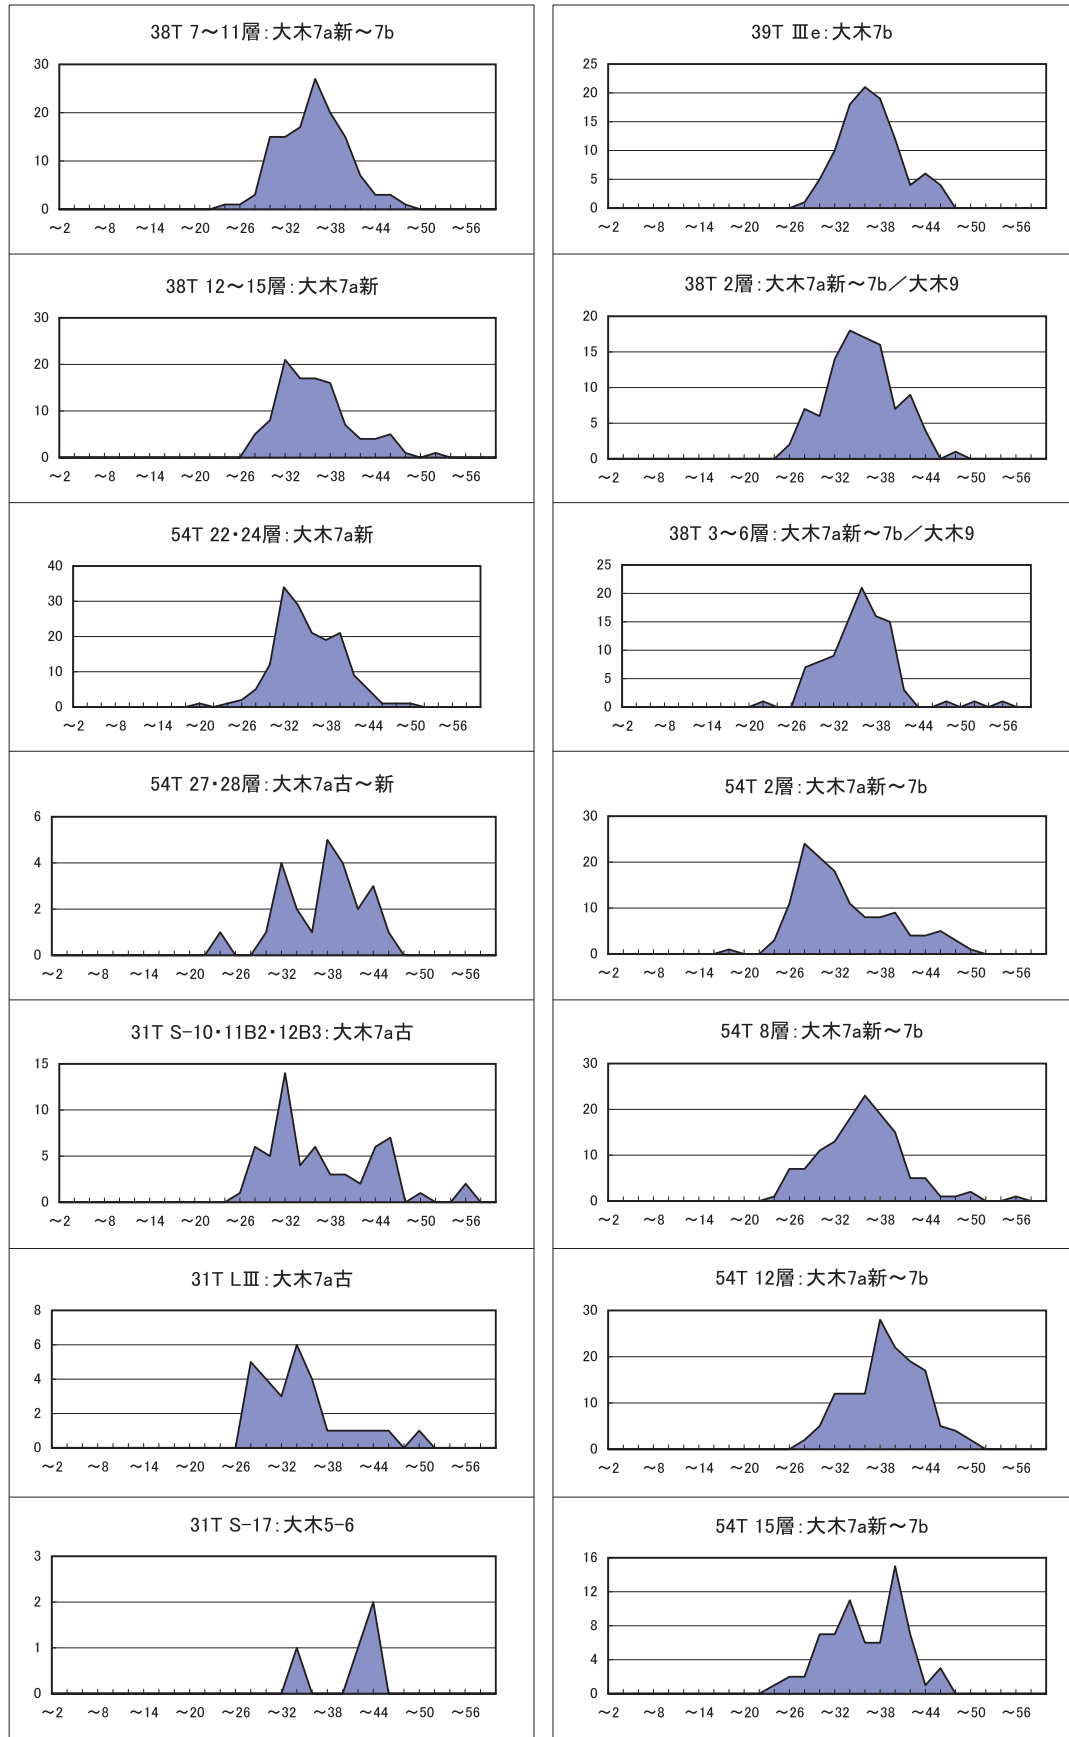 38T 7～11層：大木7a新～7b
30
20
10
0
～2 ～8 ～14 ～20 ～26 ～32 ～38 ～44 ～50 ～56
38T 12～15層：大木7a新
30
20
10
0
～2 ～8 ～14 ～20 ～26 ～32 ～38 ～44 ～50 ～56
54T 22・24層：大木7a新
40
30
20
10
0
～2 ～8 ～14 ～20 ～26 ～32 ～38 ～44 ～50 ～56
54T 27・28層：大木7a古～新
6
4
2
0
～2 ～8 ～14 ～20 ～26 ～32 ～38 ～44 ～50 ～56
31T S-10・11B2・12B3：大木7a古
15
10
5
0
～2 ～8 ～14 ～20 ～26 ～32 ～38 ～44 ～50 ～56
31T LⅢ：大木7a古
8
6
4
2
0
～2 ～8 ～14 ～20 ～26 ～32 ～38 ～44 ～50 ～56
31T S-17：大木5-6
3
2
1
0
～2 ～8 ～14 ～20 ～26 ～32 ～38 ～44 ～50 ～56
39T Ⅲe：大木7b
25
20
15
10
5
0
～2 ～8 ～14 ～20 ～26 ～32 ～38 ～44 ～50 ～56
38T 2層：大木7a新～7b／大木9
20
15
10
5
0
～2 ～8 ～14 ～20 ～26 ～32 ～38 ～44 ～50 ～56
38T 3～6層：大木7a新～7b／大木9
25
20
15
10
5
0
～2 ～8 ～14 ～20 ～26 ～32 ～38 ～44 ～50 ～56
54T 2層：大木7a新～7b
30
20
10
0
～2 ～8 ～14 ～20 ～26 ～32 ～38 ～44 ～50 ～56
54T 8層：大木7a新～7b
30
20
10
0
～2 ～8 ～14 ～20 ～26 ～32 ～38 ～44 ～50 ～56
54T 12層：大木7a新～7b
30
20
10
0
～2 ～8 ～14 ～20 ～26 ～32 ～38 ～44 ～50 ～56
54T 15層：大木7a新～7b
16
12
8
4
0
～2 ～8 ～14 ～20 ～26 ～32 ～38 ～44 ～50 ～56